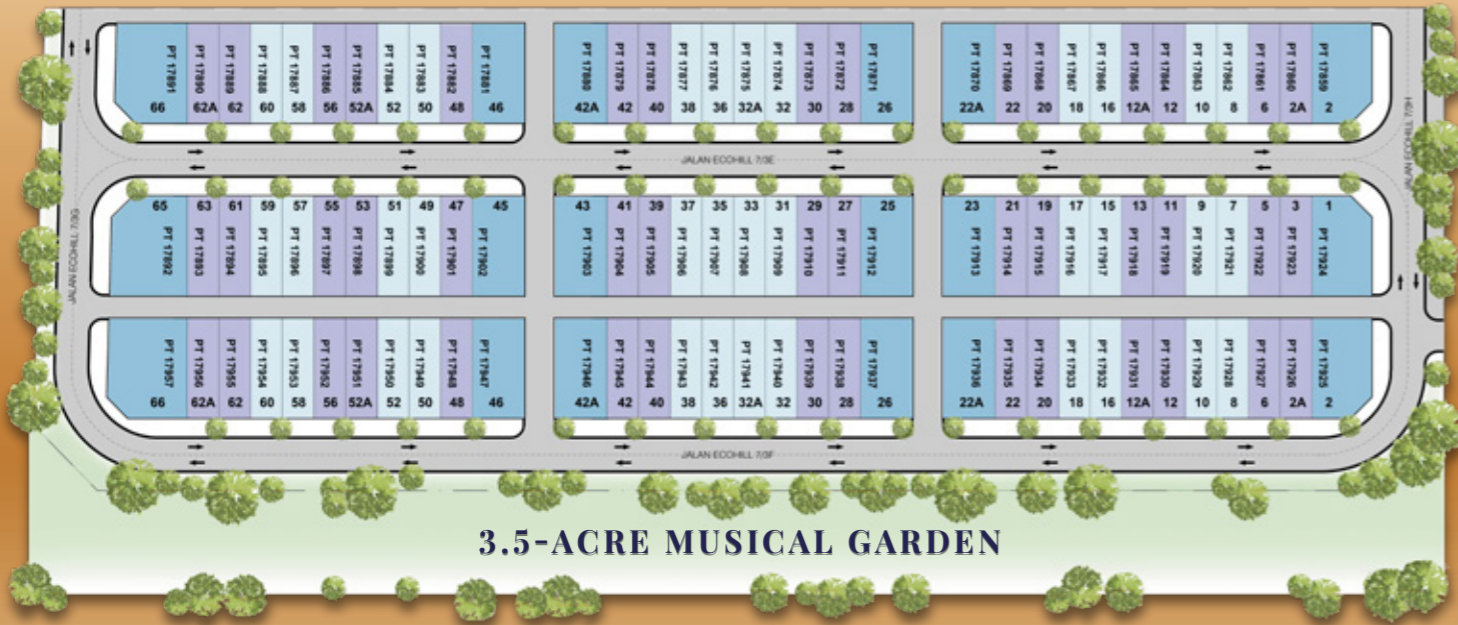 PT 17891 PT 17890 PT 17889 PT 17888 PT 17887 PT 17886 PT 17885 PT 17884 PT 17883 PT 17882 PT 17881
66 62A 62 60 58 56 52A 52 50 48 46
PT 17880 PT 17879 PT 17878 PT 17877 PT 17876 PT 17875 PT 17874 PT 17873 PT 17872 PT 17871
42A 42 40 38 36 32A 32 30 28 26
PT 17870 PT 17869 PT 17868 PT 17867 PT 17866 PT 17865 PT 17864 PT 17863 PT 17862 PT 17861 PT 17860 PT 17859
22A 22 20 18 16 12A 12 10 8 6 2A 2
JALAN ECOHILL 7/3E
JALAN ECOHILL 7/3H
JALAN ECOHILL 7/3G
65 63 61 59 57 55 53 51 49 47 45
PT 17892 PT 17893 PT 17894 PT 17895 PT 17896 PT 17897 PT 17898 PT 17899 PT 17900 PT 17901 PT 17902
43 41 39 37 35 33 31 29 27 25
PT 17903 PT 17904 PT 17905 PT 17906 PT 17907 PT 17908 PT 17909 PT 17910 PT 17911 PT 17912
23 21 19 17 15 13 11 9 7 5 3 1
PT 17913 PT 17914 PT 17915 PT 17916 PT 17917 PT 17918 PT 17919 PT 17920 PT 17921 PT 17922 PT 17923 PT 17924
PT 17957 PT 17956 PT 17955 PT 17954 PT 17953 PT 17952 PT 17951 PT 17950 PT 17949 PT 17948 PT 17947
66 62A 62 60 58 56 52A 52 50 48 46
PT 17946 PT 17945 PT 17944 PT 17943 PT 17942 PT 17941 PT 17940 PT 17939 PT 17938 PT 17937
42A 42 40 38 36 32A 32 30 28 26
PT 17936 PT 17935 PT 17934 PT 17933 PT 17932 PT 17931 PT 17930 PT 17929 PT 17928 PT 17927 PT 17926 PT 17925
22A 22 20 18 16 12A 12 10 8 6 2A 2
JALAN ECOHILL 7/3F
3.5-ACRE MUSICAL GARDEN